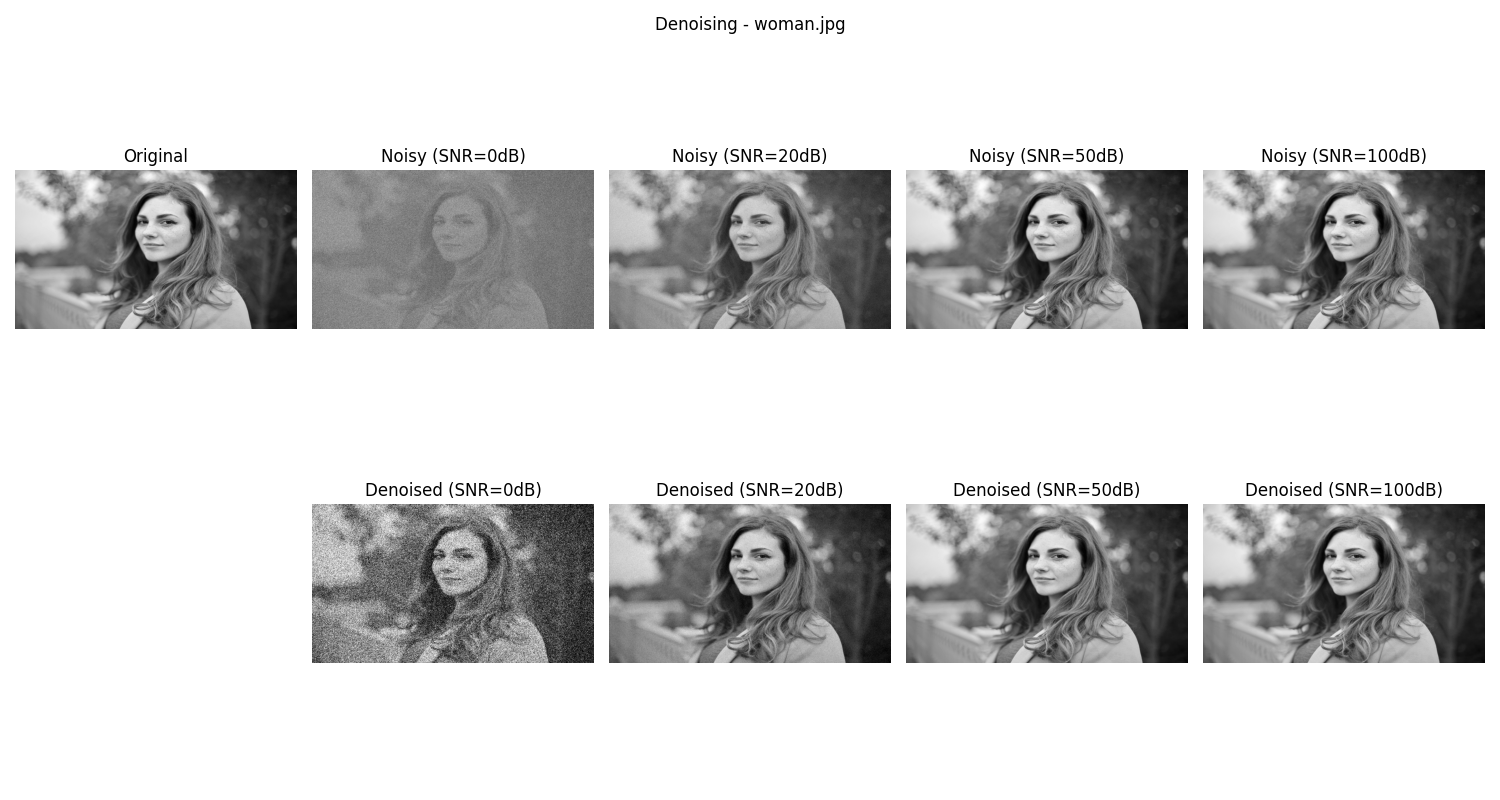 Denoising - woman.jpg
Original
Noisy (SNR=0dB)
Noisy (SNR=20dB)
Noisy (SNR=50dB)
Noisy (SNR=100dB)
Denoised (SNR=0dB)
Denoised (SNR=20dB)
Denoised (SNR=50dB)
Denoised (SNR=100dB)